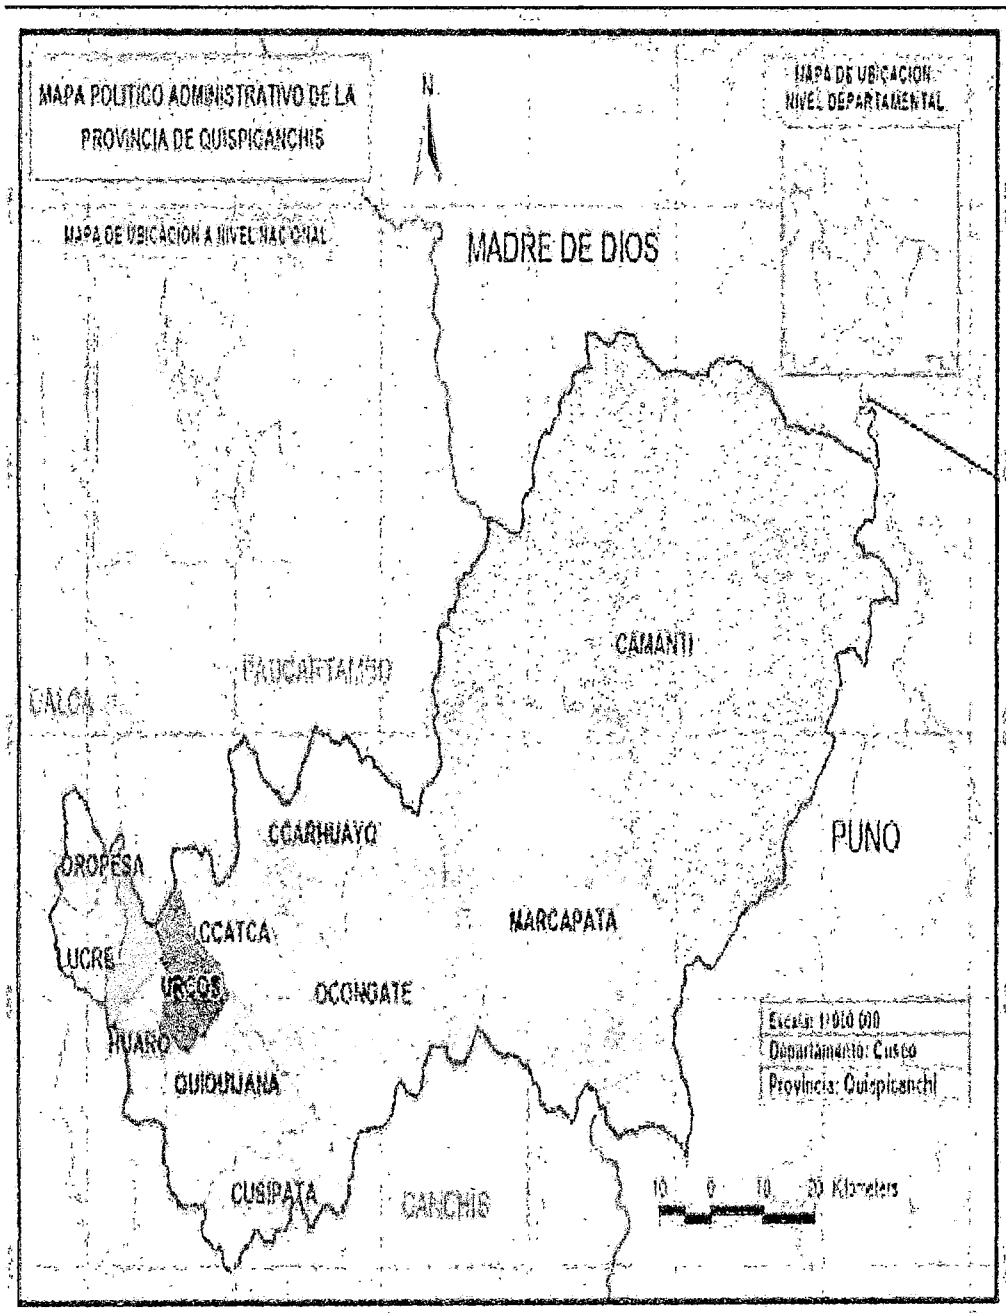 MAPA POLITICO ADMINISTRATIVO DE LA
PROVINCIA DE QUISPICANCHIS
N
MAPA DE UBICACION
NIVEL DEPARTAMENTAL
MAPA DE UBICACION A NIVEL NACIONAL
MADRE DE DIOS
CAMANTI
PAUCARTAMBO
CALCA
CCARHUAYO
PUNO
OROPESA
MARCAPATA
CCATCA
LUCRE
URCOS
OCONGATE
HUARO
Departamento: Cusco
Provincia: Quispicanchi
QUIQUIJANA
CUSIPATA
CANCHIS
10 0 10 20 Kilometers